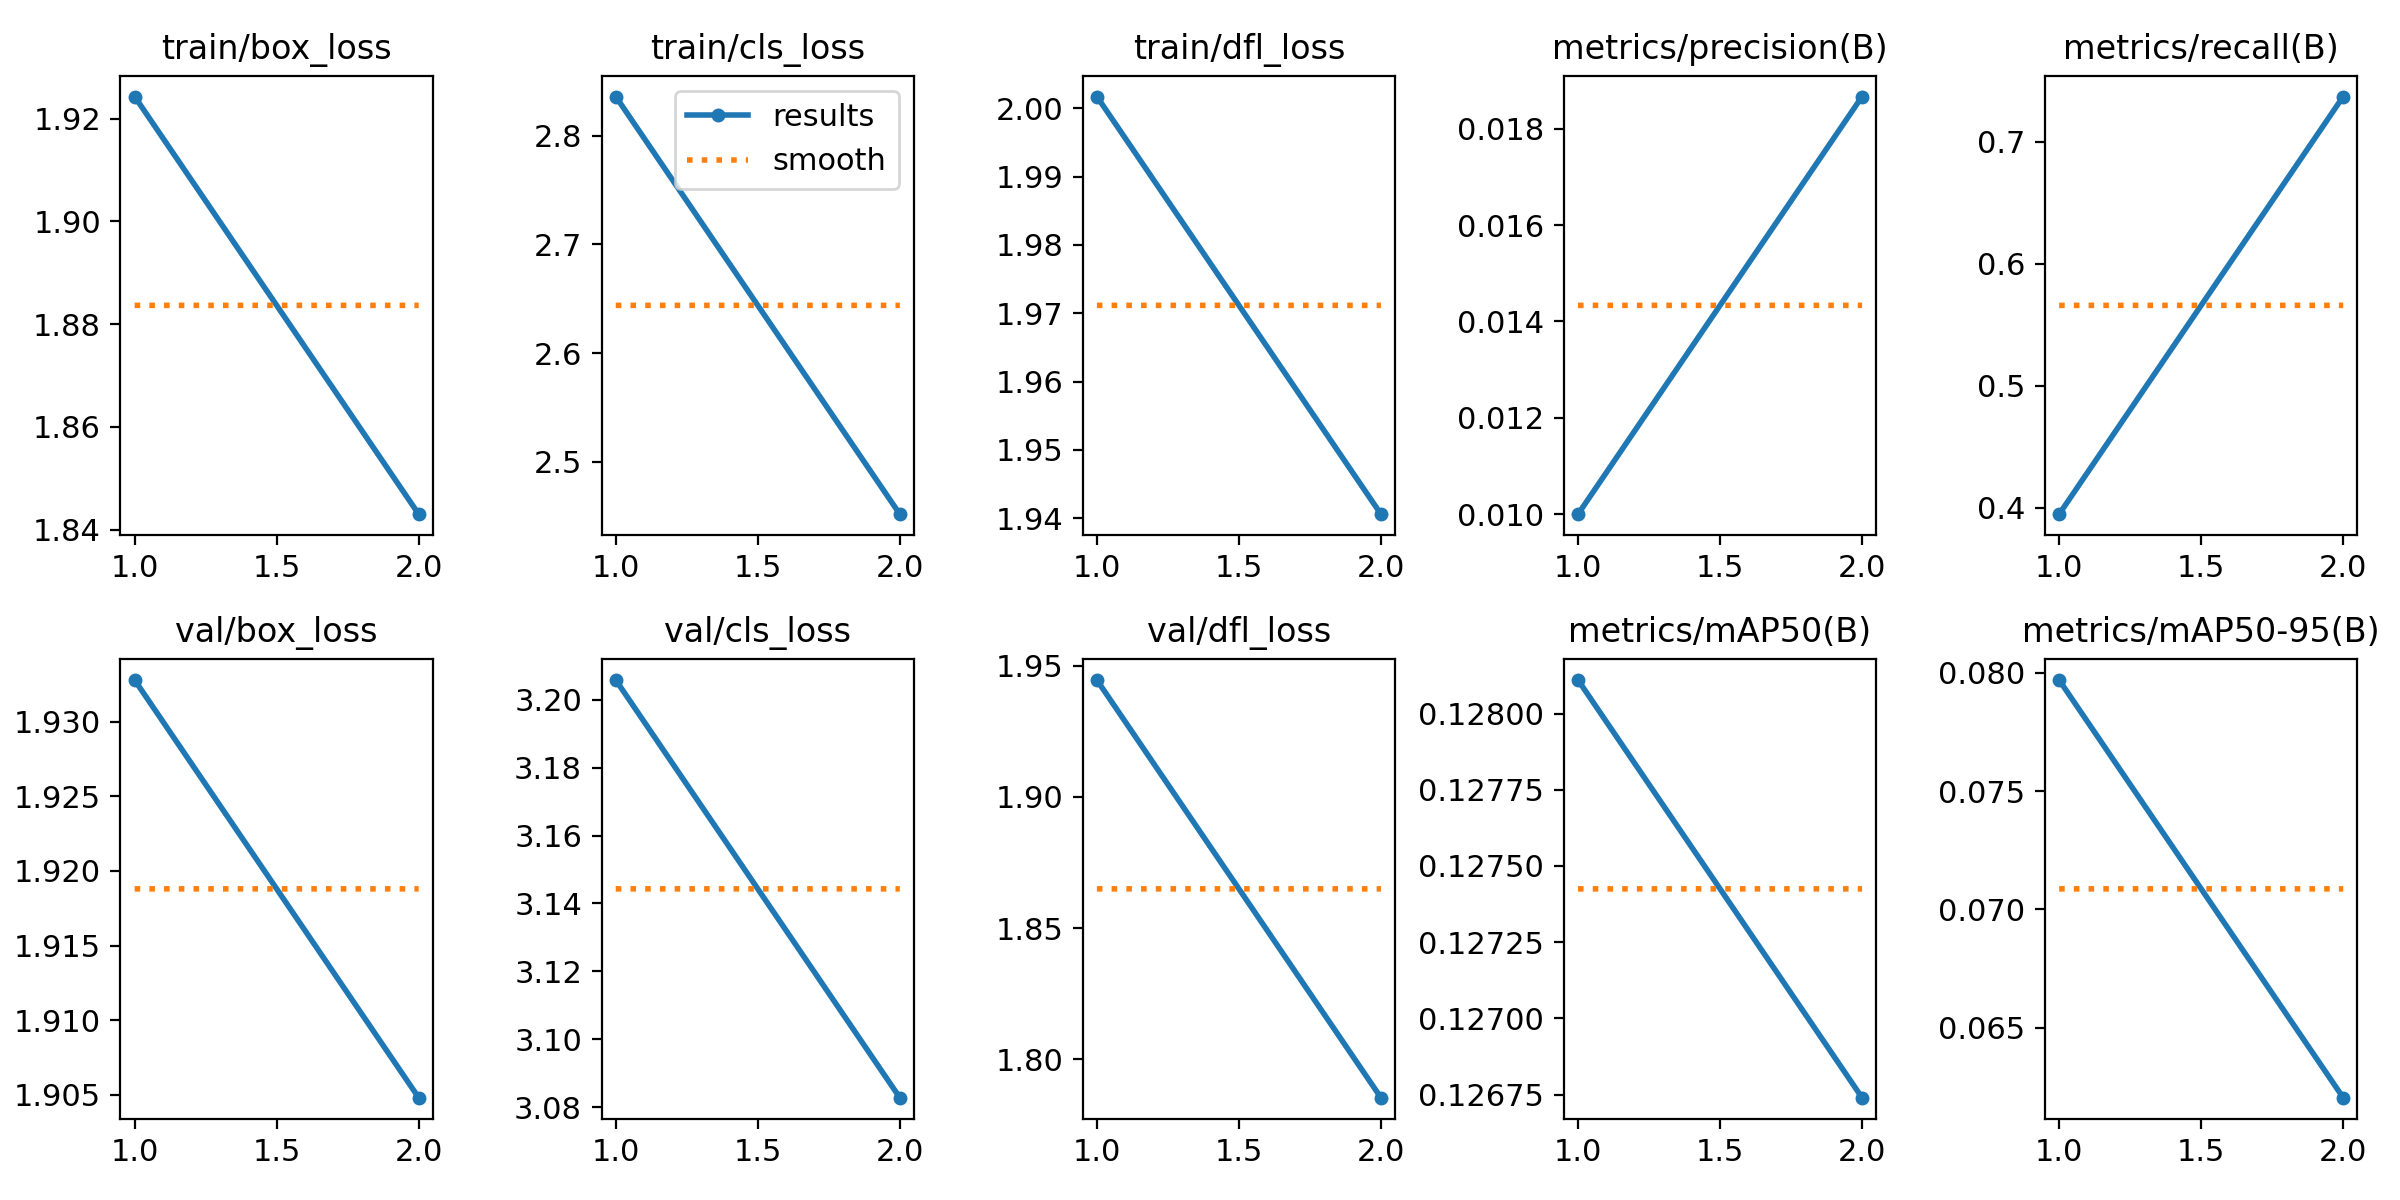 train/box_loss
1.92
1.90
1.88
1.86
1.84
1.0 1.5 2.0
train/cls_loss
results
smooth
2.8
2.7
2.6
2.5
1.0 1.5 2.0
train/dfl_loss
2.00
1.99
1.98
1.97
1.96
1.95
1.94
1.0 1.5 2.0
metrics/precision(B)
0.018
0.016
0.014
0.012
0.010
1.0 1.5 2.0
metrics/recall(B)
0.7
0.6
0.5
0.4
1.0 1.5 2.0
val/box_loss
1.930
1.925
1.920
1.915
1.910
1.905
1.0 1.5 2.0
val/cls_loss
3.20
3.18
3.16
3.14
3.12
3.10
3.08
1.0 1.5 2.0
val/dfl_loss
1.95
1.90
1.85
1.80
1.0 1.5 2.0
metrics/mAP50(B)
0.12800
0.12775
0.12750
0.12725
0.12700
0.12675
1.0 1.5 2.0
metrics/mAP50-95(B)
0.080
0.075
0.070
0.065
1.0 1.5 2.0